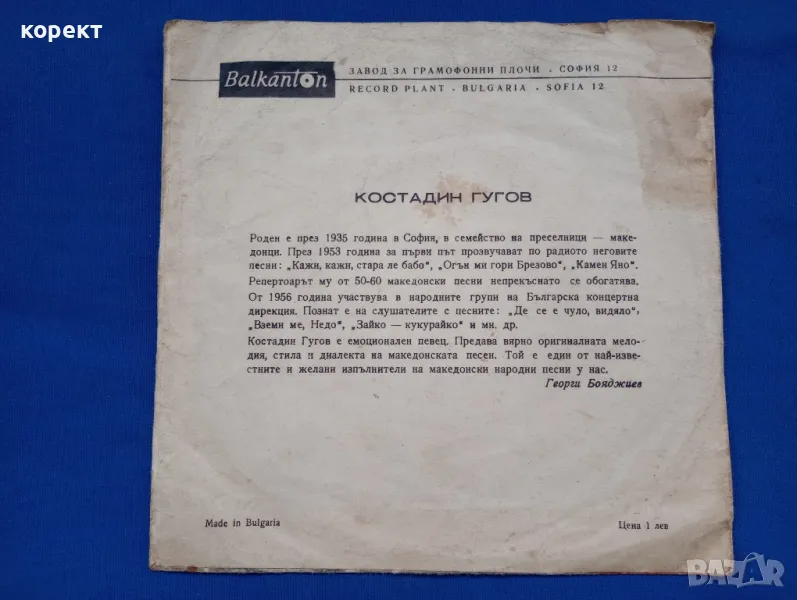 корект
Balkanton
ЗАВОД ЗА ГРАМОФОННИ ПЛОЧИ . СОФИЯ 12
RECORD PLANT . BULGARIA . SOFIA 12
КОСТАДИН ГУГОВ
Роден е през 1935 година в София, в семейство на преселници — маке-
донци. През 1953 година за първи път прозвучават по радиото неговите
песни: „Кажи, кажи, стара ле бабо“, „Огън ми гори Брезово“, „Камен Яно“.
Репертоарът му от 50-60 македонски песни непрекъснато се обогатява.
От 1956 година участвува в народните групи на Българска концертна
дирекция. Познат е на слушателите с песните: „Де се е чуло, видяло“,
„Вземи ме, Недо“, „Зайко — кукурайко“ и мн. др.
Костадин Гугов е емоционален певец. Предава вярно оригиналната мело-
дия, стила и диалекта на македонската песен. Той е един от най-изве-
стните и желани изпълнители на македонски народни песни у нас.
Георги Бояджиев
Made in Bulgaria
Цена 1 лев
BAZAR